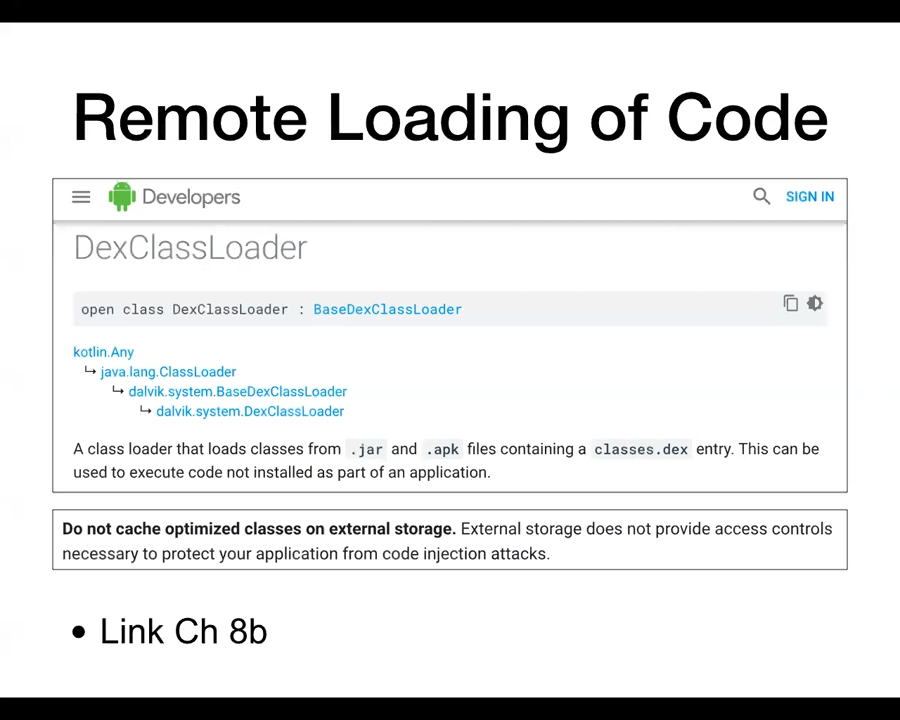 Remote Loading of Code
Developers
SIGN IN
DexClassLoader
open class DexClassLoader : BaseDexClassLoader
kotlin.Any
↳ java.lang.ClassLoader
↳ dalvik.system.BaseDexClassLoader
↳ dalvik.system.DexClassLoader
A class loader that loads classes from .jar and .apk files containing a classes.dex entry. This can be
used to execute code not installed as part of an application.
Do not cache optimized classes on external storage. External storage does not provide access controls
necessary to protect your application from code injection attacks.
• Link Ch 8b